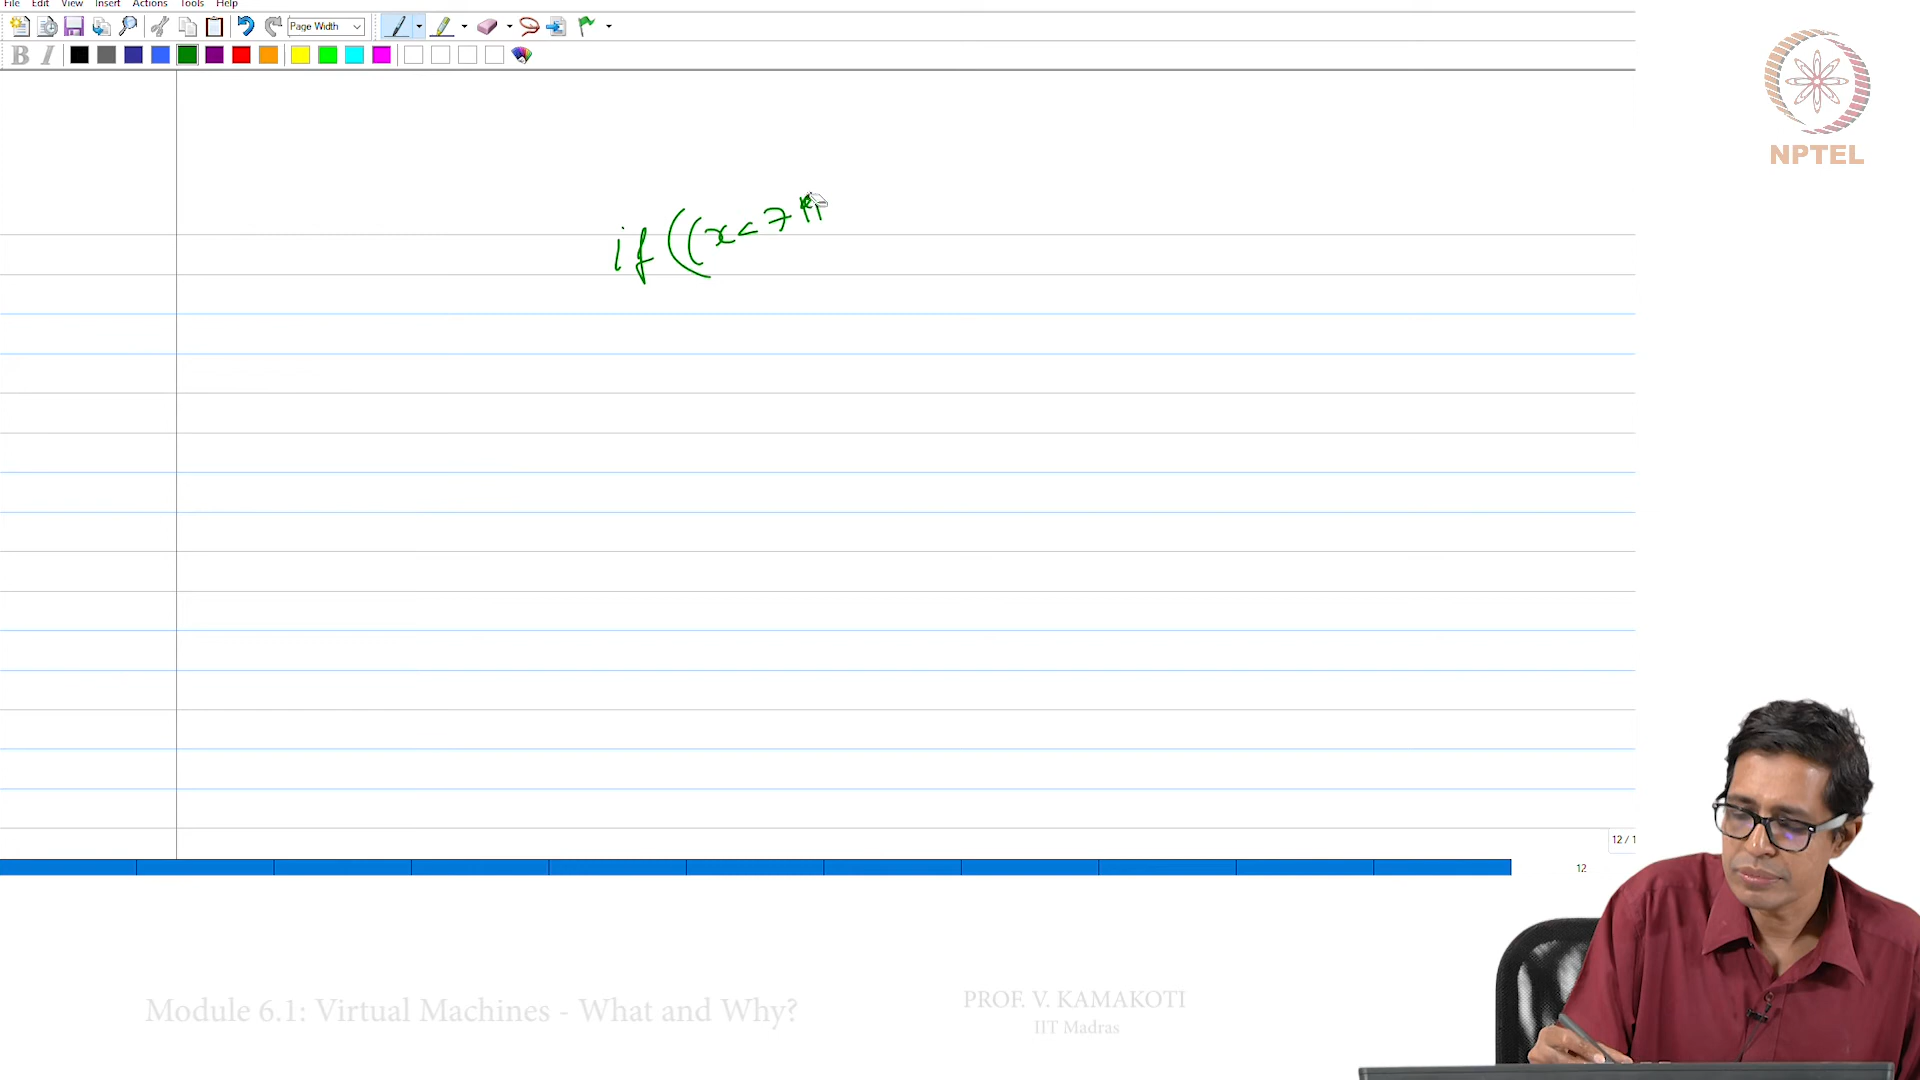 File Edit View Insert Actions Tools Help
Page Width
B I
NPTEL
if ((x<7
12 / 1
12
Module 6.1: Virtual Machines - What and Why?
PROF. V. KAMAKOTI
IIT Madras